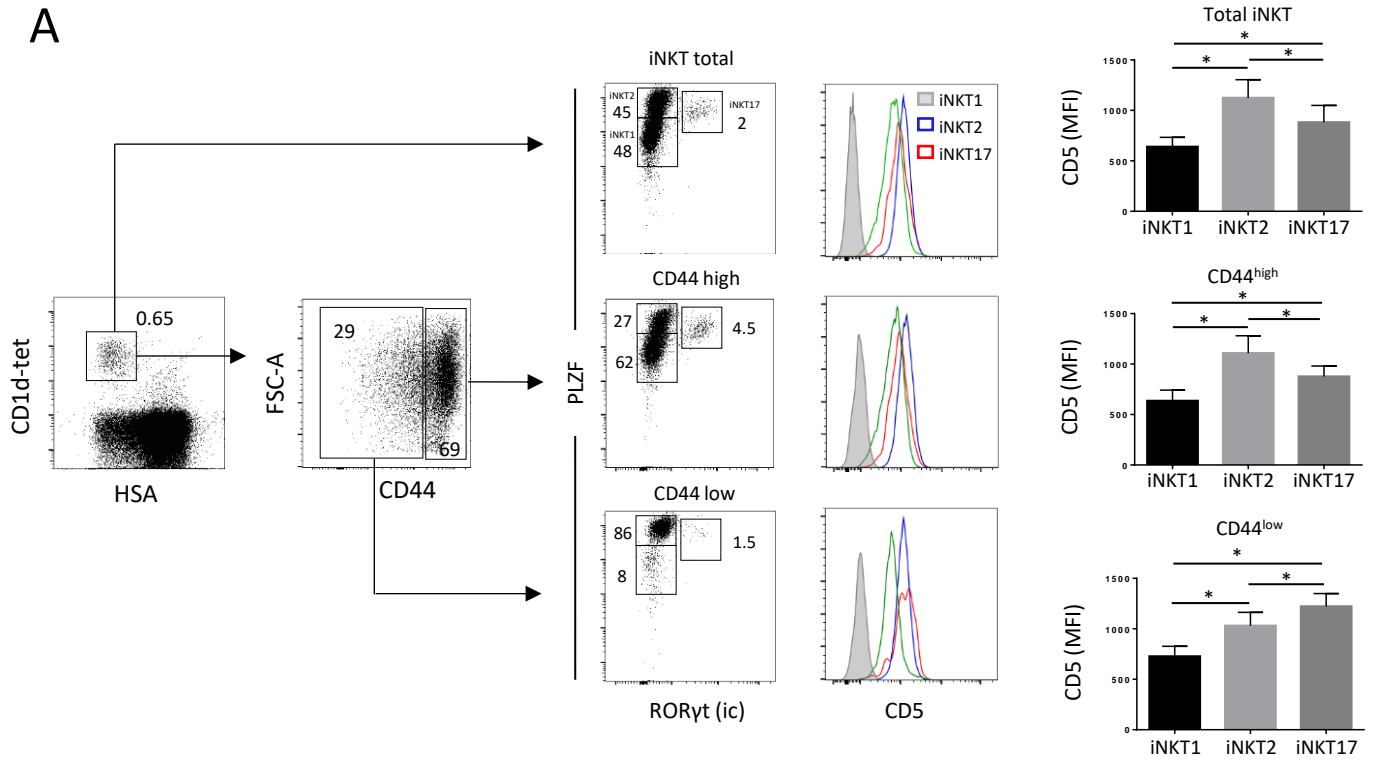 A
CD1d-tet
0.65
HSA
FSC-A
29
69
CD44
PLZF
iNKT total
iNKT2
45
iNKT1
48
iNKT17
2
CD44 high
27
62
4.5
CD44 low
86
8
1.5
RORγt (ic)
iNKT1
iNKT2
iNKT17
CD5
Total iNKT
*
* *
CD5 (MFI)
1500
1000
500
0
iNKT1 iNKT2 iNKT17
CD44high
*
* *
CD5 (MFI)
1500
1000
500
0
iNKT1 iNKT2 iNKT17
CD44low
*
*
*
CD5 (MFI)
1500
1000
500
0
iNKT1 iNKT2 iNKT17